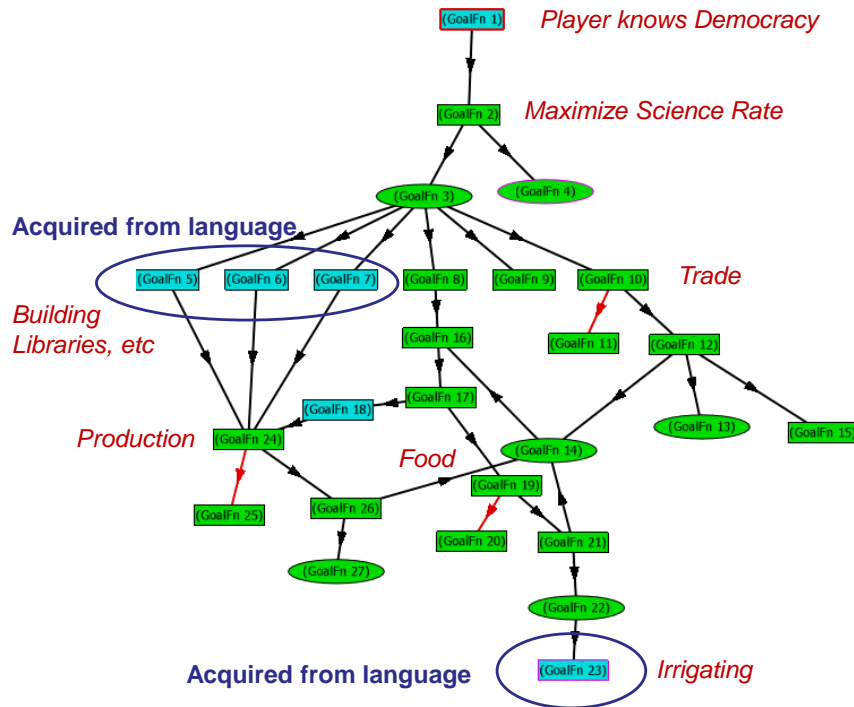 (GoalFn 1)
Player knows Democracy
(GoalFn 2)
Maximize Science Rate
(GoalFn 3)
(GoalFn 4)
Acquired from language
(GoalFn 5)
(GoalFn 6)
(GoalFn 7)
(GoalFn 8)
(GoalFn 9)
(GoalFn 10)
Trade
Building
Libraries, etc
(GoalFn 16)
(GoalFn 11)
(GoalFn 12)
(GoalFn 18)
(GoalFn 17)
Production
(GoalFn 24)
(GoalFn 13)
(GoalFn 15)
Food
(GoalFn 14)
(GoalFn 19)
(GoalFn 25)
(GoalFn 26)
(GoalFn 20)
(GoalFn 21)
(GoalFn 27)
(GoalFn 22)
Acquired from language
(GoalFn 23)
Irrigating